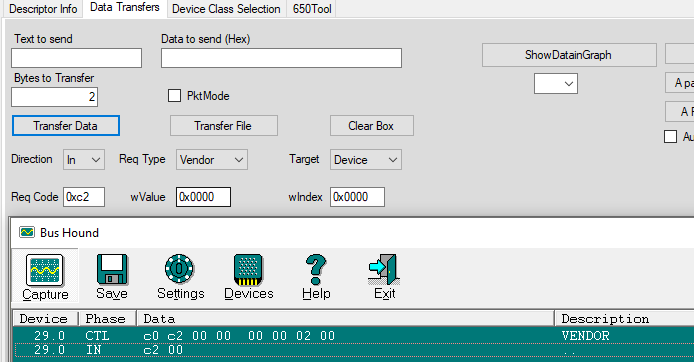 Descriptor Info Data Transfers Device Class Selection 650Tool
Text to send Data to send (Hex)
ShowDatainGraph
Bytes to Transfer
2 PktMode
A pa
Transfer Data Transfer File Clear Box
A F
Au
Direction In Req Type Vendor Target Device
Req Code 0xc2 wValue 0x0000 wIndex 0x0000
Bus Hound
Capture Save Settings Devices Help Exit
Device Phase Data Description
29.0 CTL c0 c2 00 00 00 00 02 00 VENDOR
29.0 IN c2 00 ..